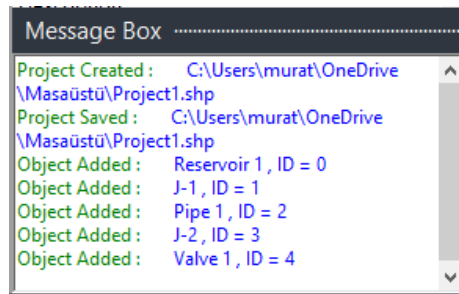 Message Box
Project Created : C:\Users\murat\OneDrive
\Masaüstü\Project1.shp
Project Saved : C:\Users\murat\OneDrive
\Masaüstü\Project1.shp
Object Added : Reservoir 1 , ID = 0
Object Added : J-1 , ID = 1
Object Added : Pipe 1 , ID = 2
Object Added : J-2 , ID = 3
Object Added : Valve 1 , ID = 4